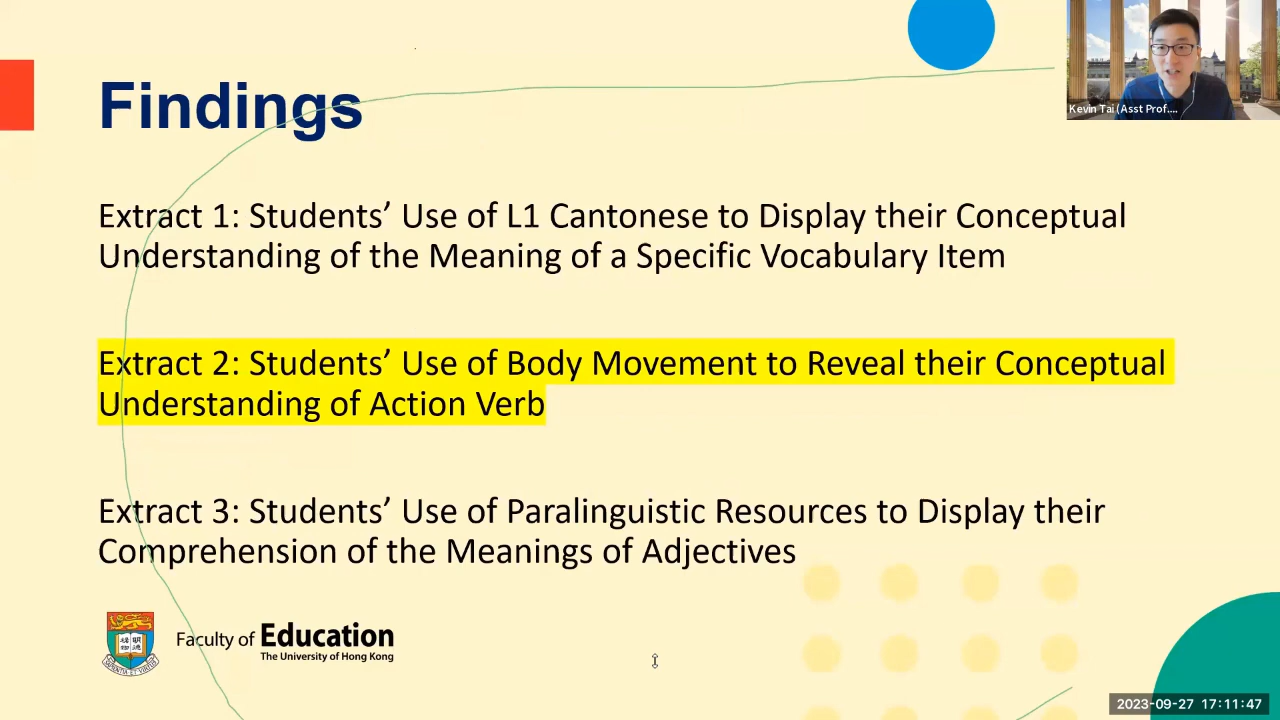 Kevin Tai (Asst Prof....
Findings
Extract 1: Students’ Use of L1 Cantonese to Display their Conceptual
Understanding of the Meaning of a Specific Vocabulary Item
Extract 2: Students’ Use of Body Movement to Reveal their Conceptual
Understanding of Action Verb
Extract 3: Students’ Use of Paralinguistic Resources to Display their
Comprehension of the Meanings of Adjectives
Faculty of Education
The University of Hong Kong
2023-09-27 17:11:47